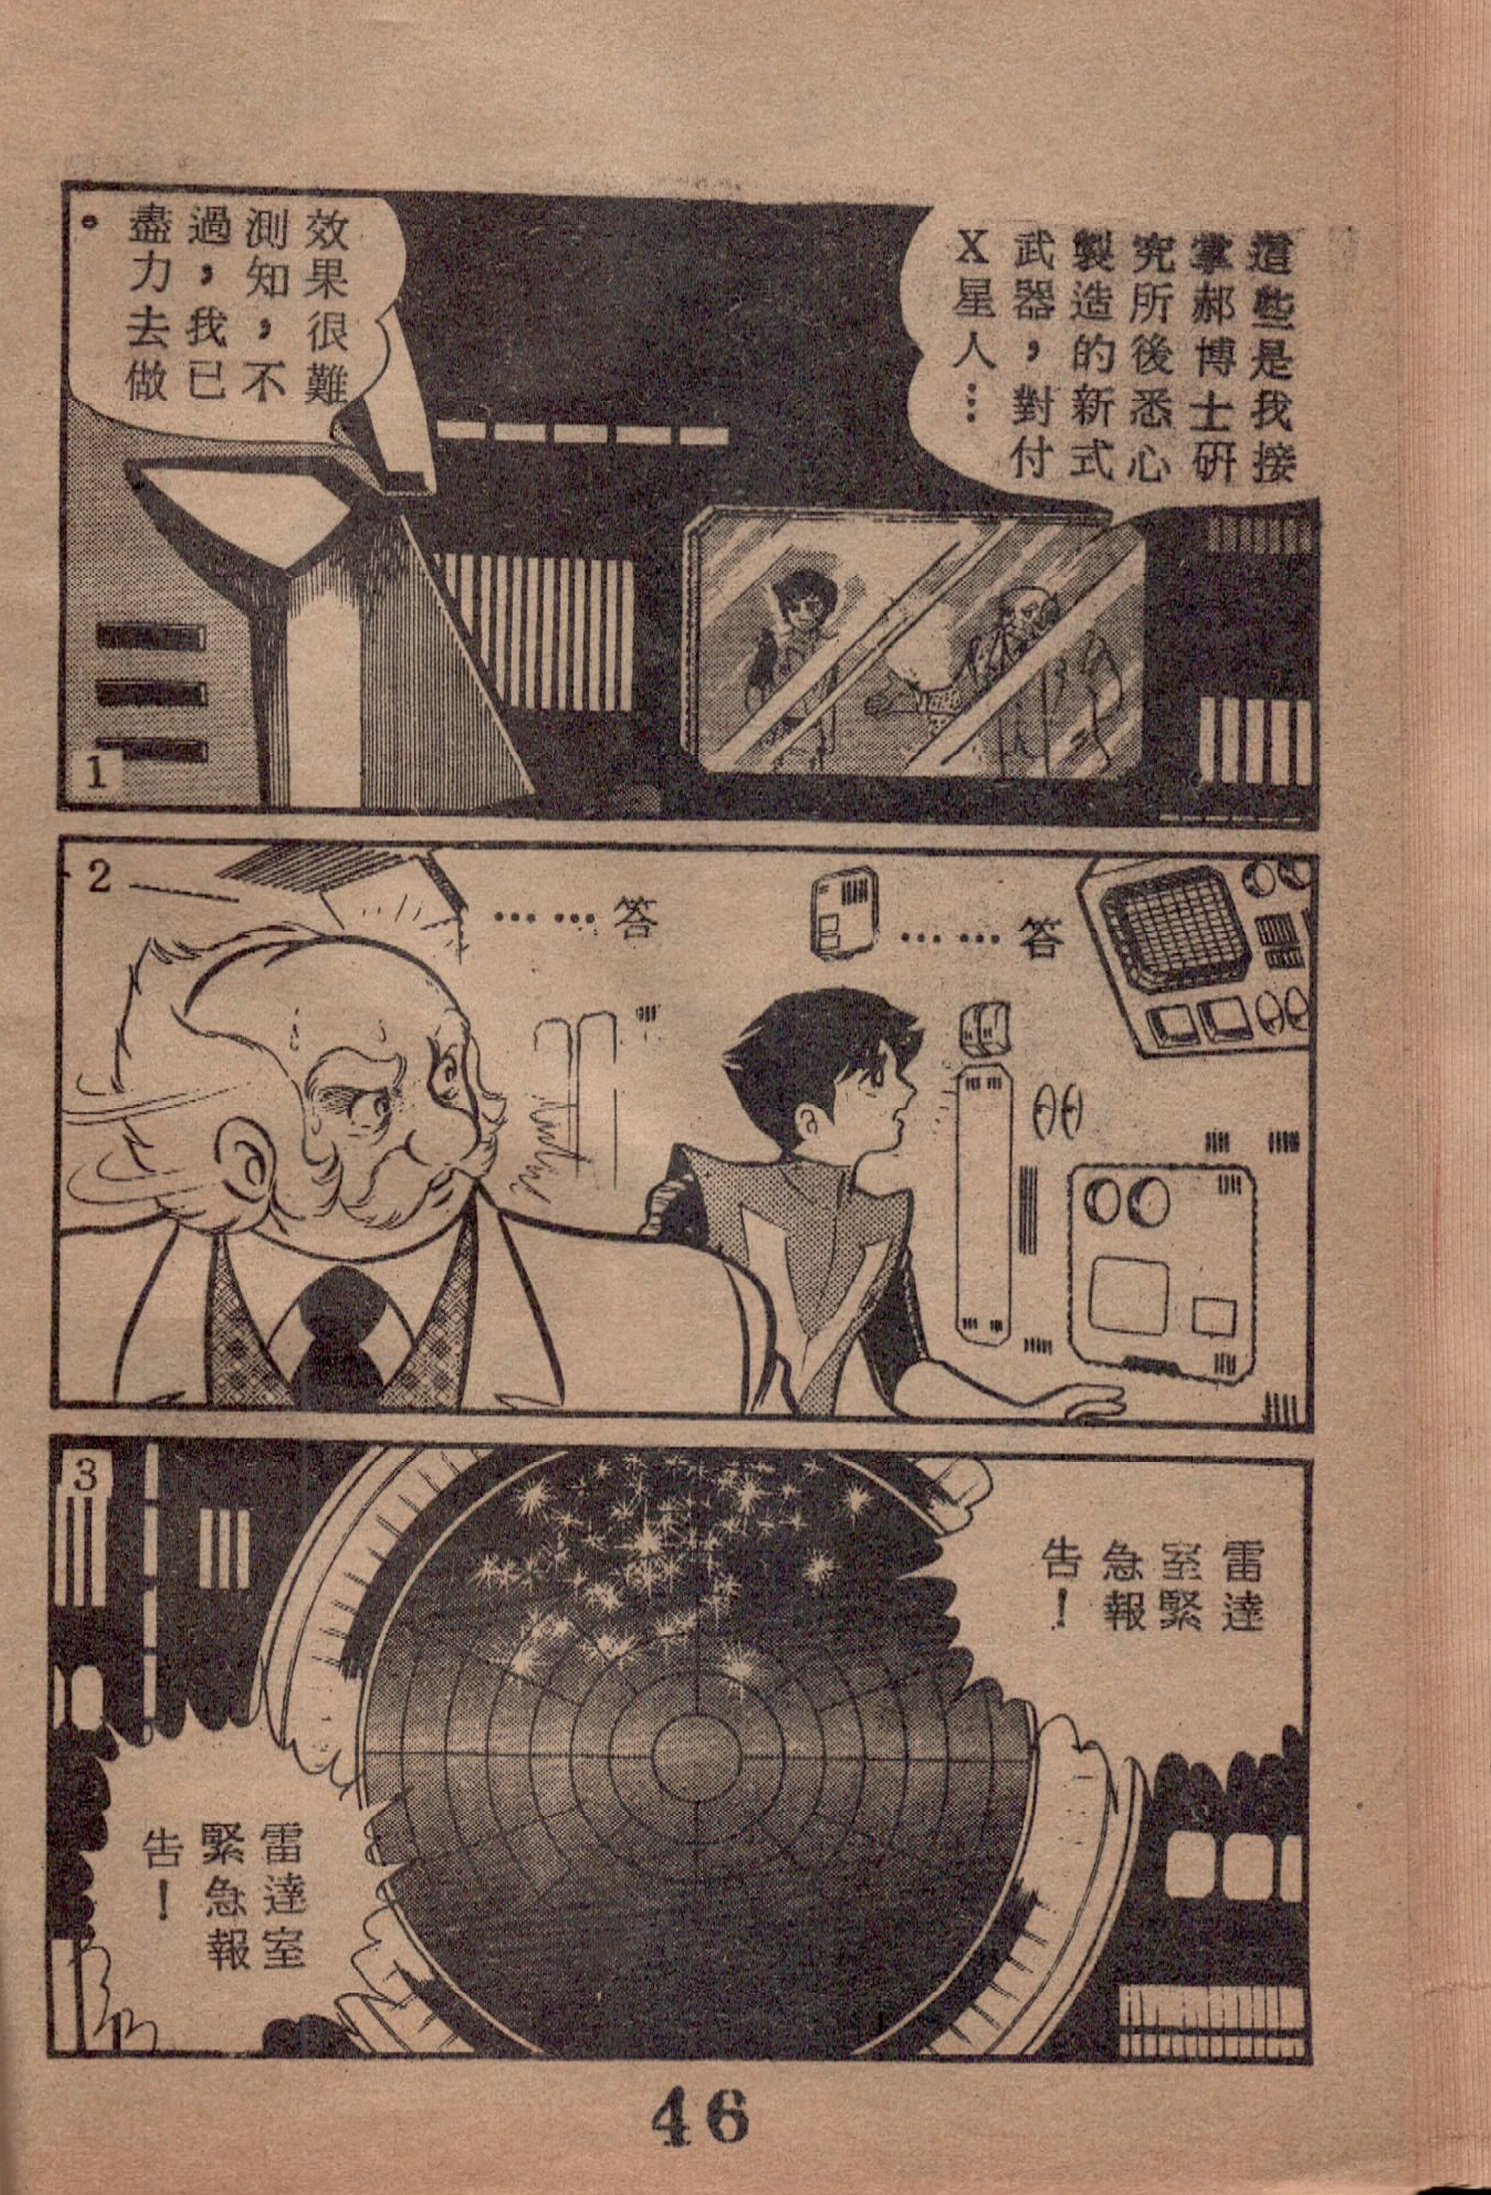 1
這些是我接
掌郝博士研
究所後悉心
製造的新式
武器，對付
X星人…
效果很難
測知，不
過，我已
盡力去做
。
2
答……
答……
3
雷達
室緊
急報
告！
雷達室
緊急報
告！
46